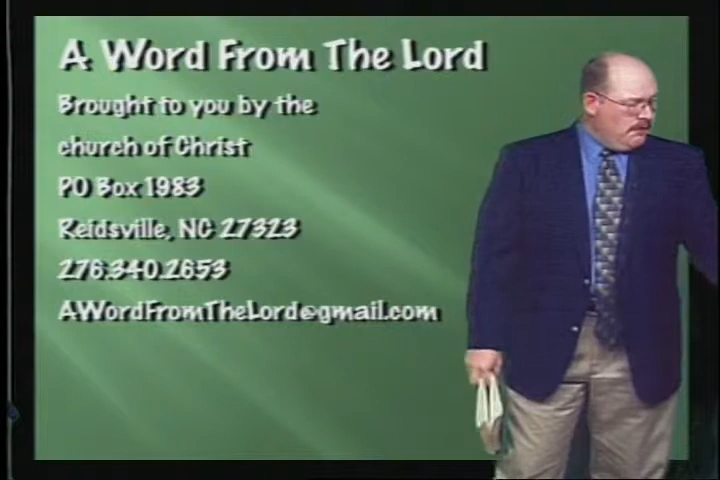 A Word From The Lord
Brought to you by the
church of Christ
PO Box 1983
Reidsville, NC 27323
276.340.2653
AWordFromTheLord@gmail.com